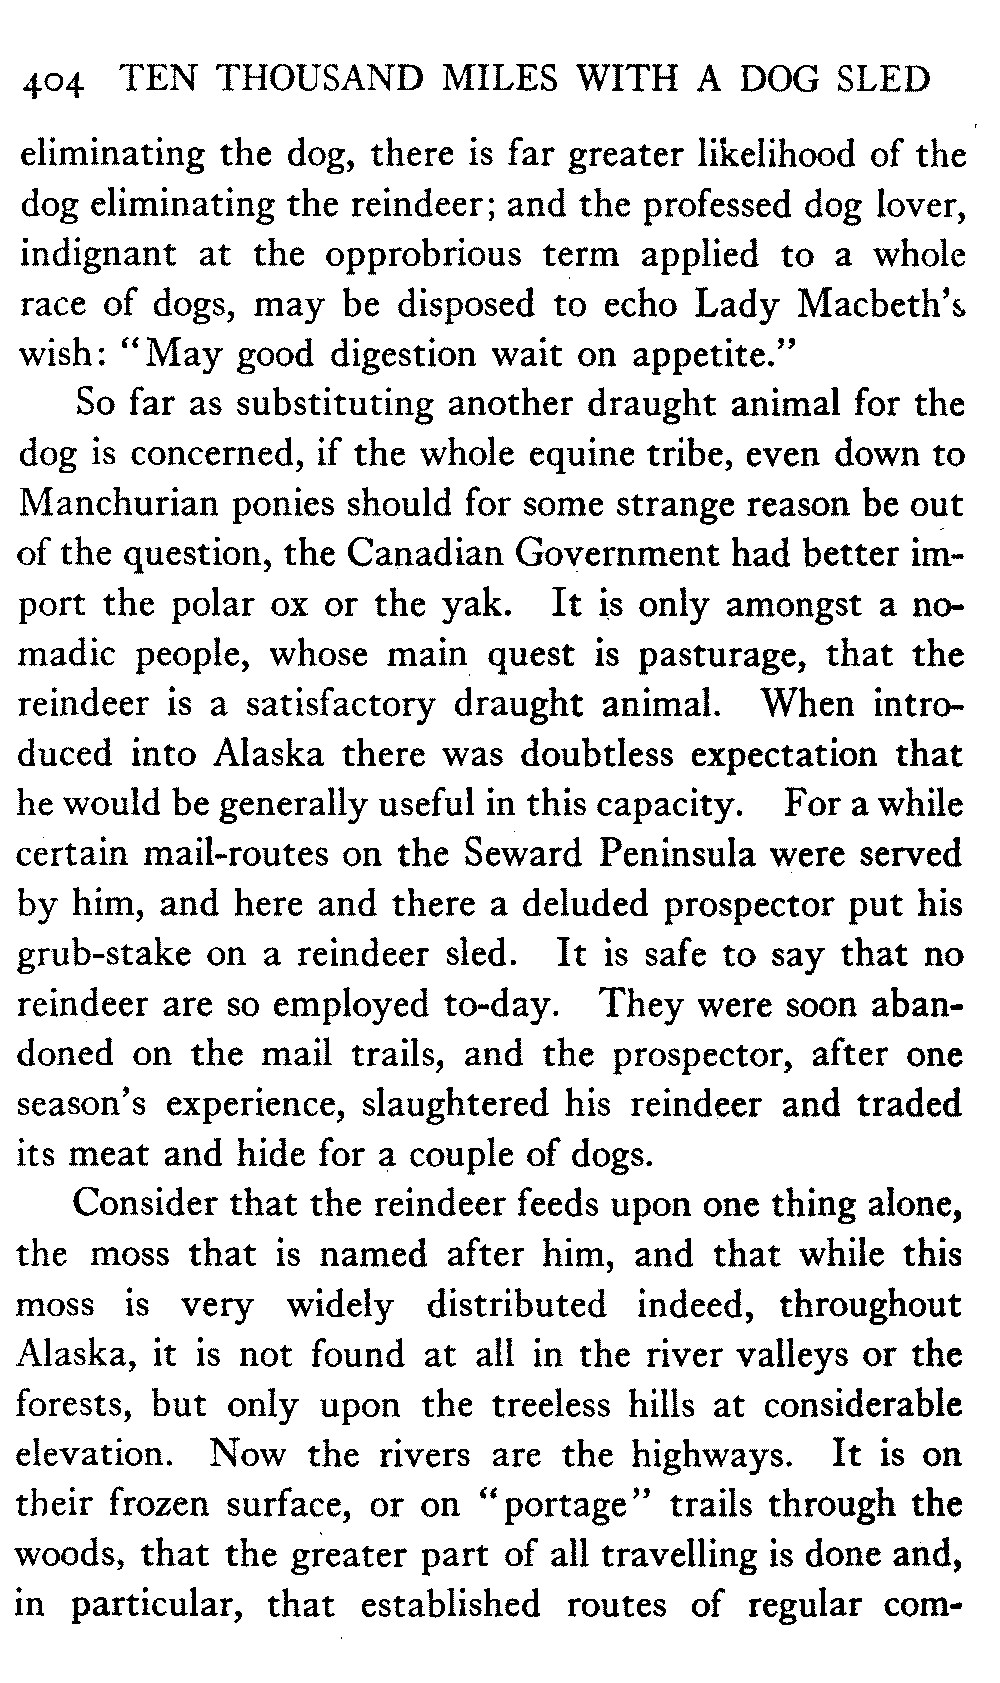 404 TEN THOUSAND MILES WITH A DOG SLED
eliminating the dog, there is far greater likelihood of the
dog eliminating the reindeer; and the professed dog lover,
indignant at the opprobrious term applied to a whole
race of dogs, may be disposed to echo Lady Macbeth's
wish: "May good digestion wait on appetite."
So far as substituting another draught animal for the
dog is concerned, if the whole equine tribe, even down to
Manchurian ponies should for some strange reason be out
of the question, the Canadian Government had better im-
port the polar ox or the yak. It is only amongst a no-
madic people, whose main quest is pasturage, that the
reindeer is a satisfactory draught animal. When intro-
duced into Alaska there was doubtless expectation that
he would be generally useful in this capacity. For a while
certain mail-routes on the Seward Peninsula were served
by him, and here and there a deluded prospector put his
grub-stake on a reindeer sled. It is safe to say that no
reindeer are so employed to-day. They were soon aban-
doned on the mail trails, and the prospector, after one
season's experience, slaughtered his reindeer and traded
its meat and hide for a couple of dogs.
Consider that the reindeer feeds upon one thing alone,
the moss that is named after him, and that while this
moss is very widely distributed indeed, throughout
Alaska, it is not found at all in the river valleys or the
forests, but only upon the treeless hills at considerable
elevation. Now the rivers are the highways. It is on
their frozen surface, or on "portage" trails through the
woods, that the greater part of all travelling is done and,
in particular, that established routes of regular com-